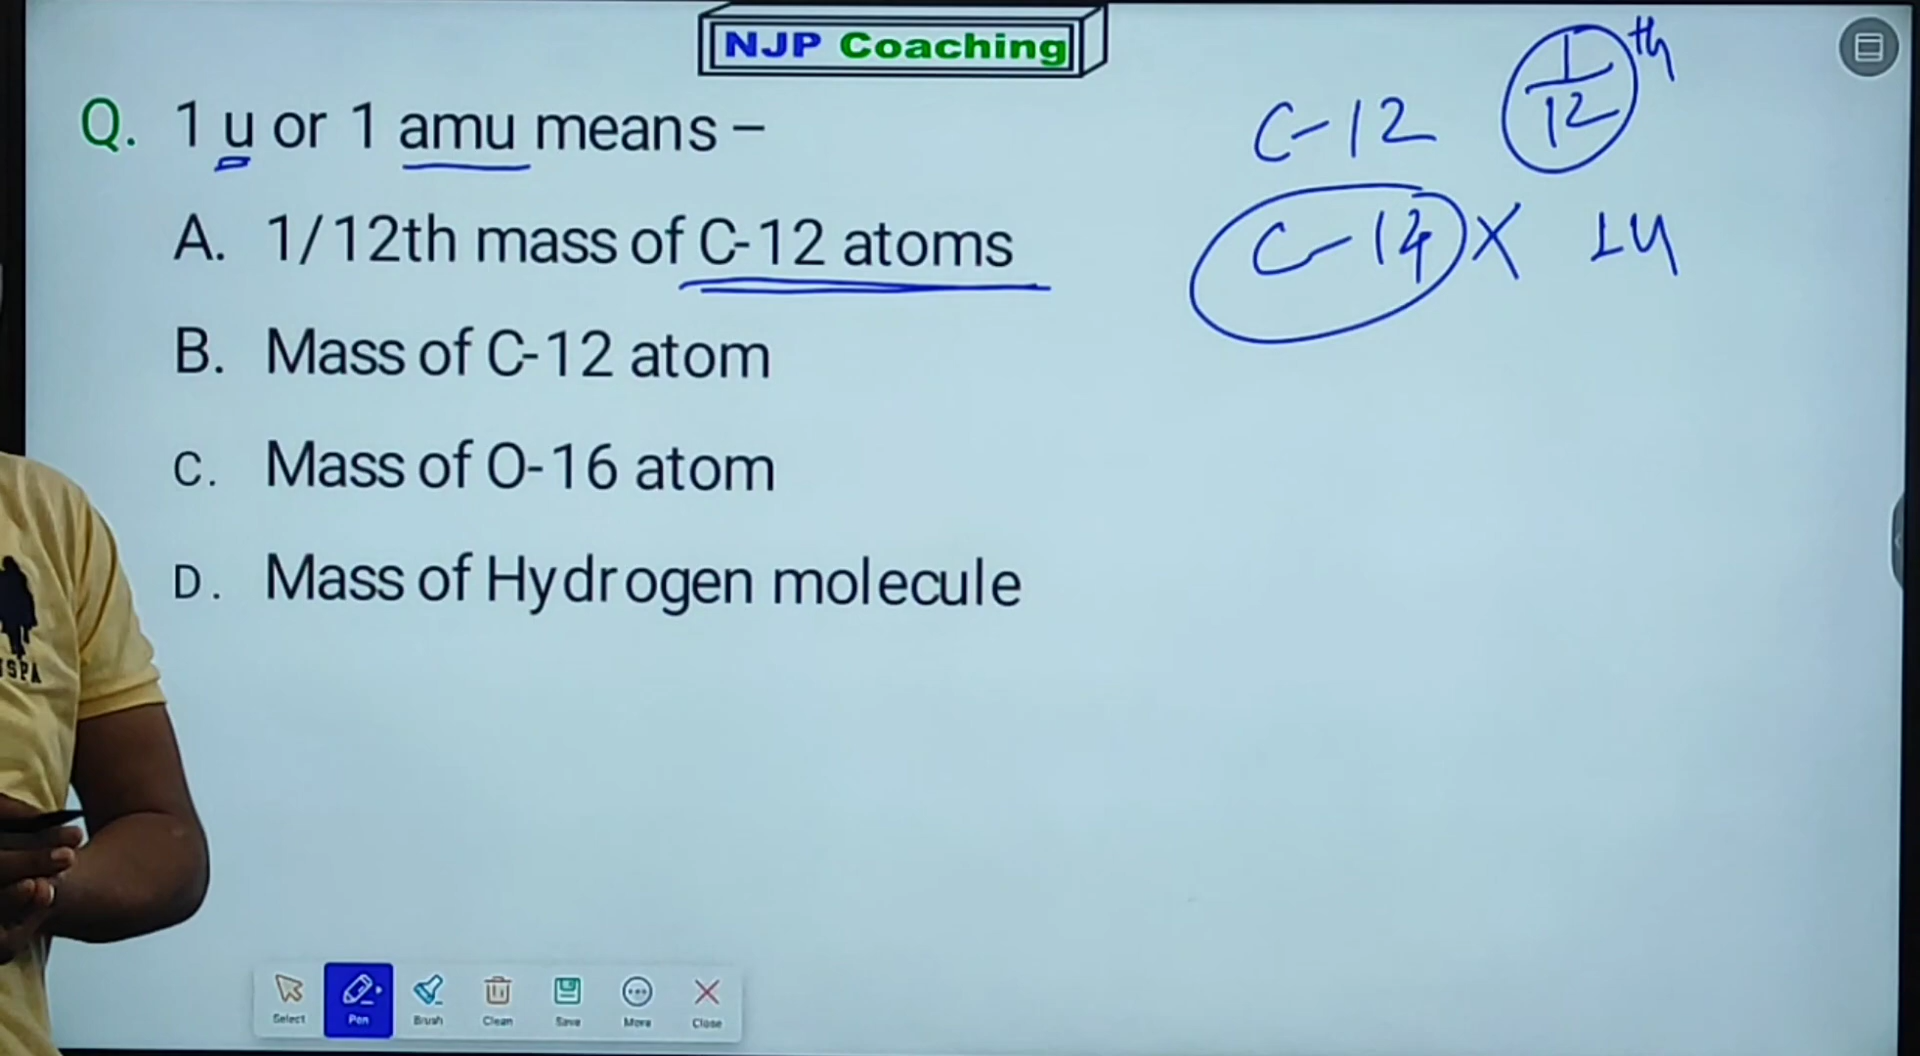 NJP Coaching
Q. 1 u or 1 amu means –
A. 1/12th mass of C-12 atoms
B. Mass of C-12 atom
C. Mass of O-16 atom
D. Mass of Hydrogen molecule
C-12 1/12 th
C-14 X 1u
USPA
Select Pen Brush Clean Save More Close